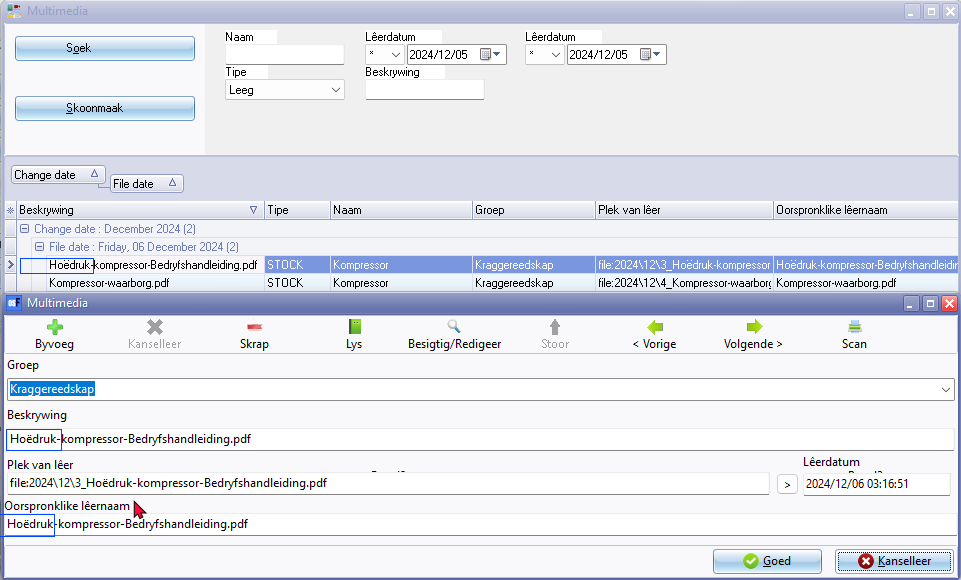 Multimedia
Soek
Skoonmaak
Naam
Lêerdatum
Lêerdatum
* 2024/12/05
* 2024/12/05
Tipe
Beskrywing
Leeg
Change date
File date
Beskrywing Tipe Naam Groep Plek van lêer Oorspronklike lêernaam
Change date : December 2024 (2)
File date : Friday, 06 December 2024 (2)
Hoëdruk-kompressor-Bedryfshandleiding.pdf STOCK Kompressor Kraggereedskap file:2024\12\3_Hoëdruk-kompressor Hoëdruk-kompressor-Bedryfshandleidin
Kompressor-waarborg.pdf STOCK Kompressor Kraggereedskap file:2024\12\4_Kompressor-waarborg Kompressor-waarborg.pdf
Multimedia
Byvoeg Kanselleer Skrap Lys Besigtig/Redigeer Stoor < Vorige Volgende > Scan
Groep
Kraggereedskap
Beskrywing
Hoëdruk-kompressor-Bedryfshandleiding.pdf
Plek van lêer
Lêerdatum
file:2024\12\3_Hoëdruk-kompressor-Bedryfshandleiding.pdf > 2024/12/06 03:16:51
Oorspronklike lêernaam
Hoëdruk-kompressor-Bedryfshandleiding.pdf
Goed Kanselleer